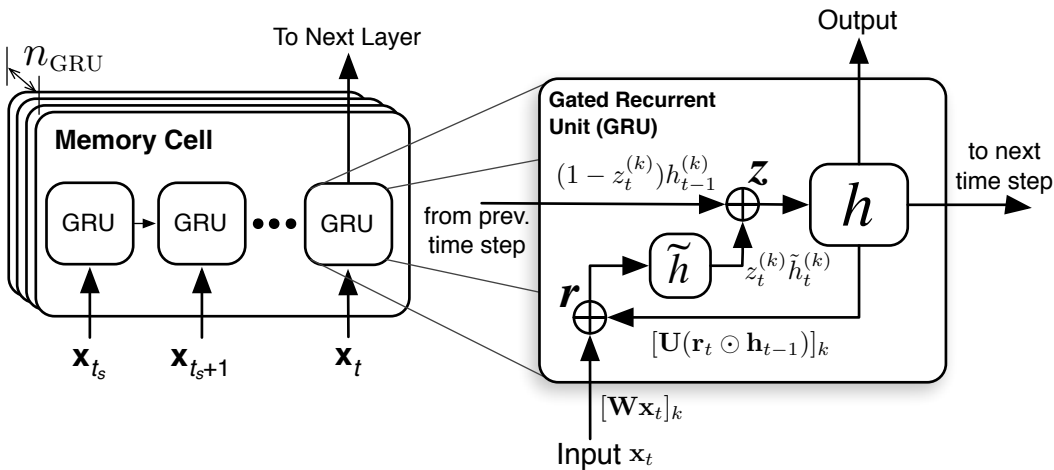 n_GRU
To Next Layer
Memory Cell
GRU
GRU
•••
GRU
x_{t_s}
x_{t_s+1}
x_t
Output
Gated Recurrent
Unit (GRU)
(1 − z_t^{(k)})h_{t−1}^{(k)}
z
h
to next
time step
from prev.
time step
h̃
z_t^{(k)} h̃_t^{(k)}
r
[U(r_t ⊙ h_{t−1})]_k
[Wx_t]_k
Input x_t